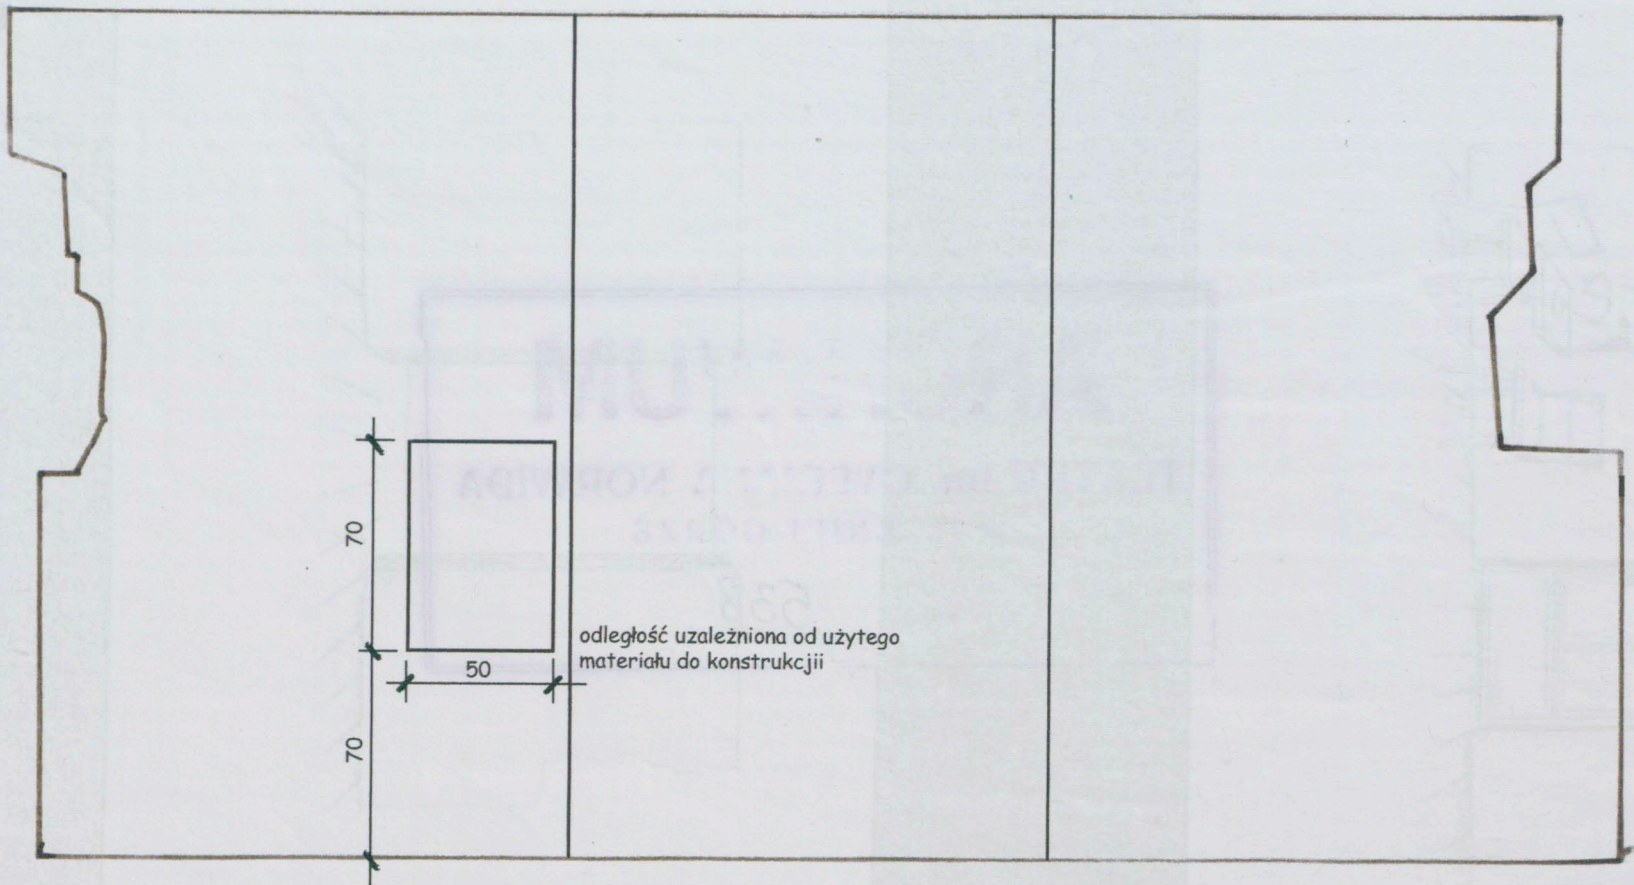 70
50
odległość uzależniona od użytego
materiału do konstrukcjii
70